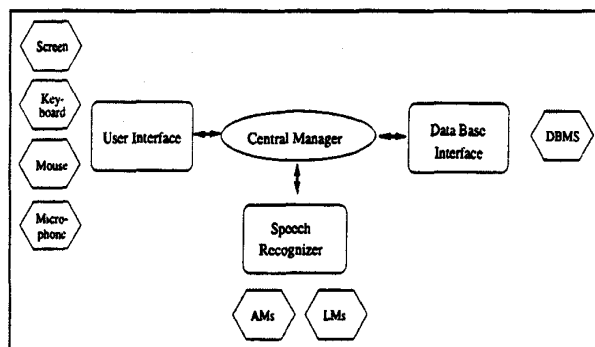 Screen
Key-
board
Mouse
Micro-
phone
User Interface
Central Manager
Data Base
Interface
DBMS
Speech
Recognizer
AMs
LMs